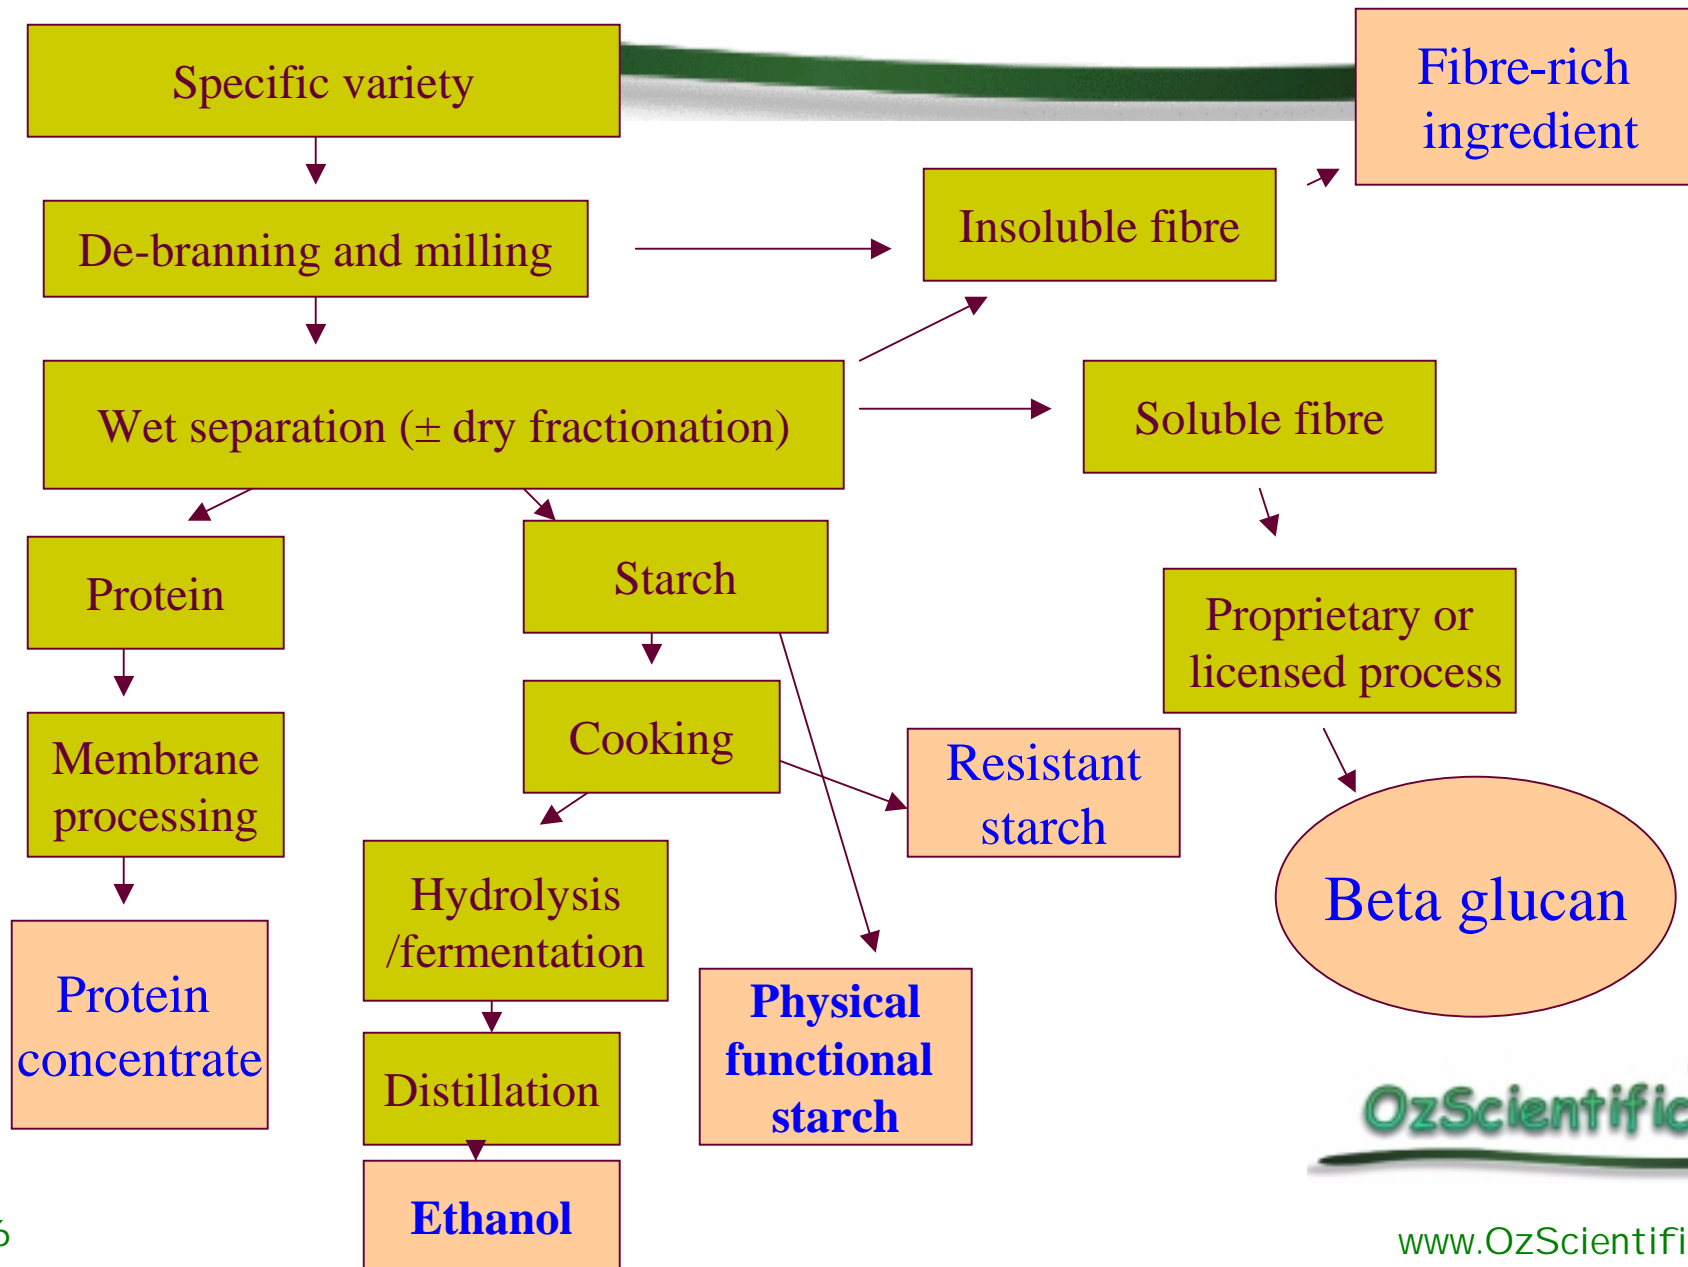 Specific variety
Fibre-rich
ingredient
De-branning and milling
Insoluble fibre
Wet separation (± dry fractionation)
Soluble fibre
Protein
Starch
Proprietary or
licensed process
Membrane
processing
Cooking
Resistant
starch
Hydrolysis
/fermentation
Beta glucan
Protein
concentrate
Physical
functional
starch
Distillation
Ethanol
OzScientific
6
www.OzScientifi